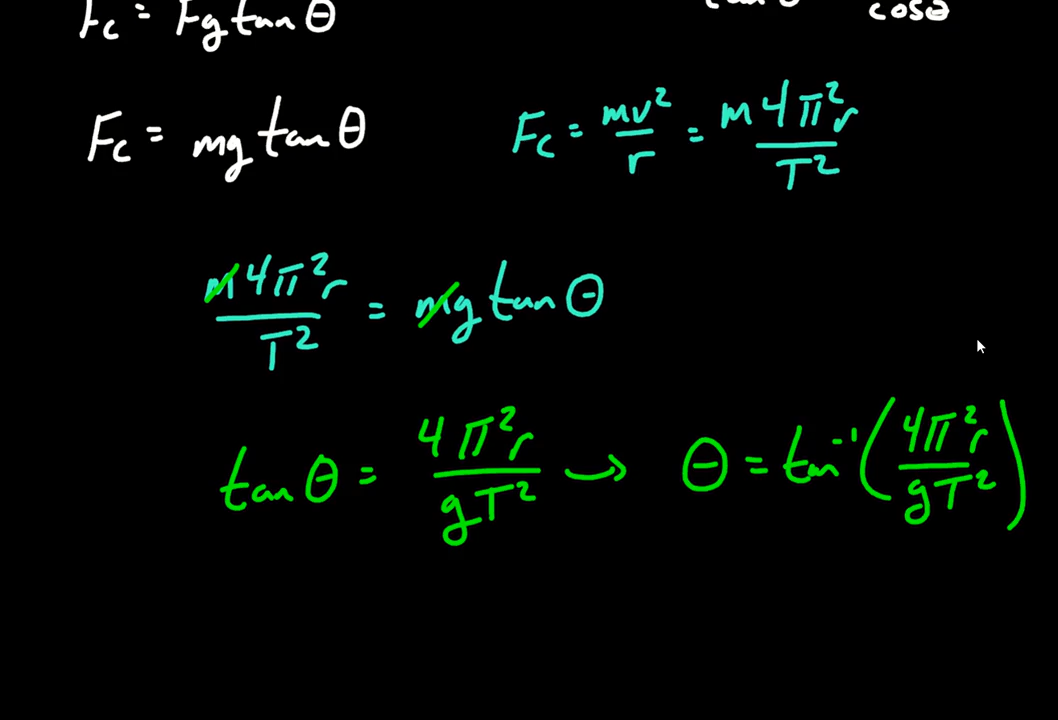 Fc = Fg tan θ
cosθ
Fc = mg tan θ
Fc = mv²/r = m4π²r/T²
m4π²r/T² = mg tan θ
tan θ = 4π²r/gT² → θ = tan⁻¹(4π²r/gT²)